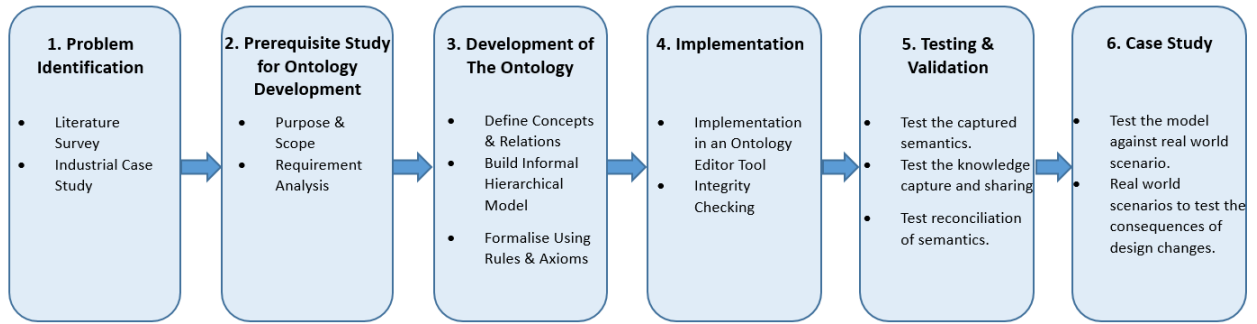 1. Problem
Identification
• Literature
Survey
• Industrial Case
Study
2. Prerequisite Study
for Ontology
Development
• Purpose &
Scope
• Requirement
Analysis
3. Development of
The Ontology
• Define Concepts
& Relations
• Build Informal
Hierarchical
Model
• Formalise Using
Rules & Axioms
4. Implementation
• Implementation
in an Ontology
Editor Tool
• Integrity
Checking
5. Testing &
Validation
• Test the captured
semantics.
• Test the knowledge
capture and sharing
• Test reconciliation
of semantics.
6. Case Study
• Test the model
against real world
scenario.
• Real world
scenarios to test the
consequences of
design changes.